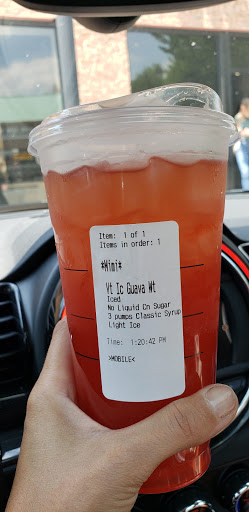 Item: 1 of 1
Items in order: 1
#Mimi#
Vt Ic Guava Wt
Iced
No Liquid Cn Sugar
3 pumps Classic Syrup
Light Ice
Time: 1:20:42 PM
>MOBILE<